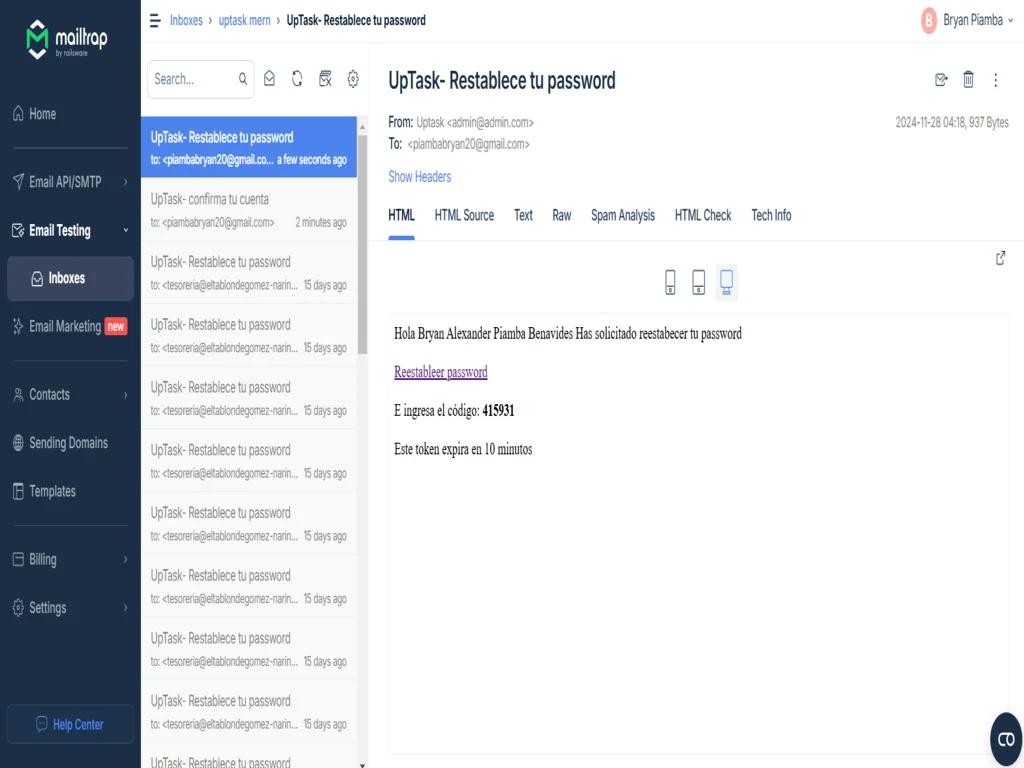 mailtrap
by railsware
Home
Email API/SMTP
Email Testing
Inboxes
Email Marketing new
Contacts
Sending Domains
Templates
Billing
Settings
Help Center
Inboxes › uptask mern › UpTask- Restablece tu password
Bryan Piamba
B
Search...
UpTask- Restablece tu password
to: <piambabryan20@gmail.co... a few seconds ago
UpTask- confirma tu cuenta
to: <piambabryan20@gmail.com> 2 minutes ago
UpTask- Restablece tu password
to: <tesoreria@eltablondegomez-narin... 15 days ago
UpTask- Restablece tu password
to: <tesoreria@eltablondegomez-narin... 15 days ago
UpTask- Restablece tu password
to: <tesoreria@eltablondegomez-narin... 15 days ago
UpTask- Restablece tu password
to: <tesoreria@eltablondegomez-narin... 15 days ago
UpTask- Restablece tu password
to: <tesoreria@eltablondegomez-narin... 15 days ago
UpTask- Restablece tu password
to: <tesoreria@eltablondegomez-narin... 15 days ago
UpTask- Restablece tu password
to: <tesoreria@eltablondegomez-narin... 15 days ago
UpTask- Restablece tu password
to: <tesoreria@eltablondegomez-narin... 15 days ago
UpTask- Restablece tu password
UpTask- Restablece tu password
From: Uptask <admin@admin.com>
2024-11-28 04:18, 937 Bytes
To: <piambabryan20@gmail.com>
Show Headers
HTML HTML Source Text Raw Spam Analysis HTML Check Tech Info
Hola Bryan Alexander Piamba Benavides Has solicitado reestabecer tu password
Reestableer password
E ingresa el código: 415931
Este token expira en 10 minutos